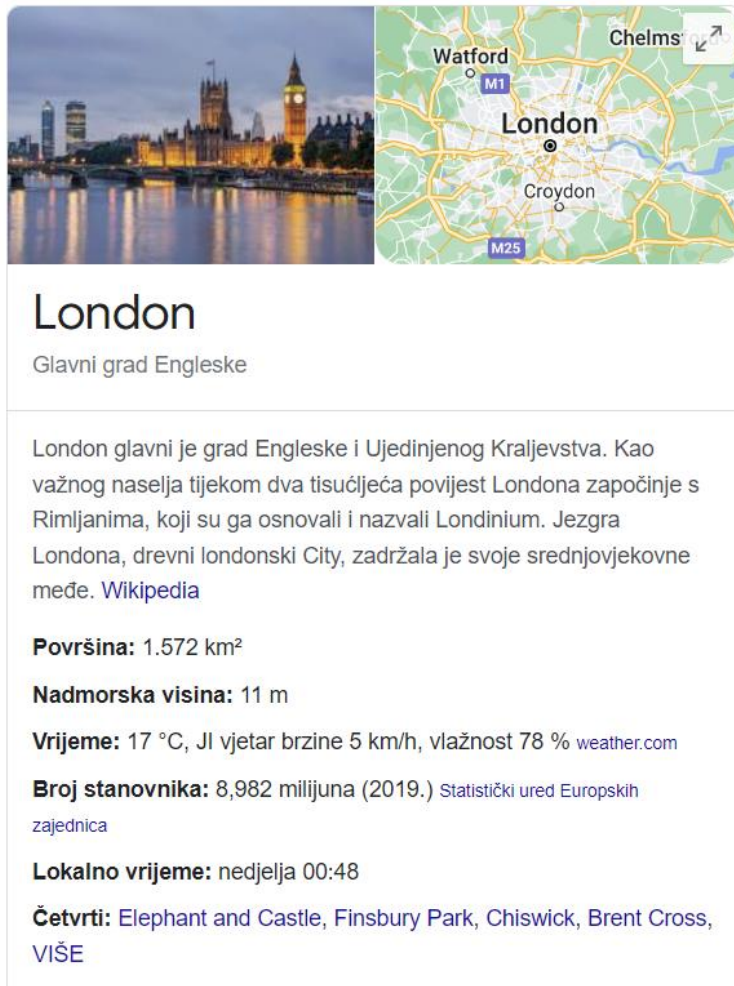 Watford
Chelmsford
M1
London
Croydon
M25
London
Glavni grad Engleske
London glavni je grad Engleske i Ujedinjenog Kraljevstva. Kao
važnog naselja tijekom dva tisućljeća povijest Londona započinje s
Rimljanima, koji su ga osnovali i nazvali Londinium. Jezgra
Londona, drevni londonski City, zadržala je svoje srednjovjekovne
međe. Wikipedia
Površina: 1.572 km²
Nadmorska visina: 11 m
Vrijeme: 17 °C, JI vjetar brzine 5 km/h, vlažnost 78 % weather.com
Broj stanovnika: 8,982 milijuna (2019.) Statistički ured Europskih
zajednica
Lokalno vrijeme: nedjelja 00:48
Četvrti: Elephant and Castle, Finsbury Park, Chiswick, Brent Cross,
VIŠE